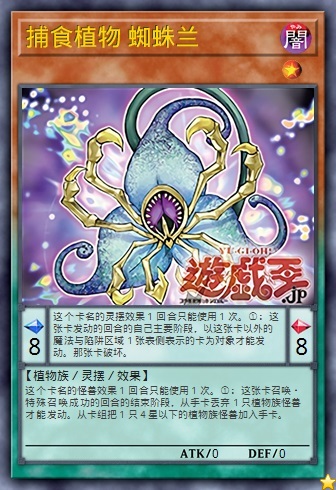 捕食植物 蜘蛛兰
闇
YU-GI-OH!
遊戯王
.JP
这个卡名的灵摆效果1回合只能使用1次。①：这
张卡发动的回合的自己主要阶段，以这张卡以外的
魔法与陷阱区域1张表侧表示的卡为对象才能发
动。那张卡破坏。
8
8
【植物族／灵摆／效果】
这个卡名的怪兽效果1回合只能使用1次。①：这张卡召唤·
特殊召唤成功的回合的结束阶段，从手卡丢弃1只植物族怪兽
才能发动。从卡组把1只4星以下的植物族怪兽加入手卡。
ATK/0
DEF/0